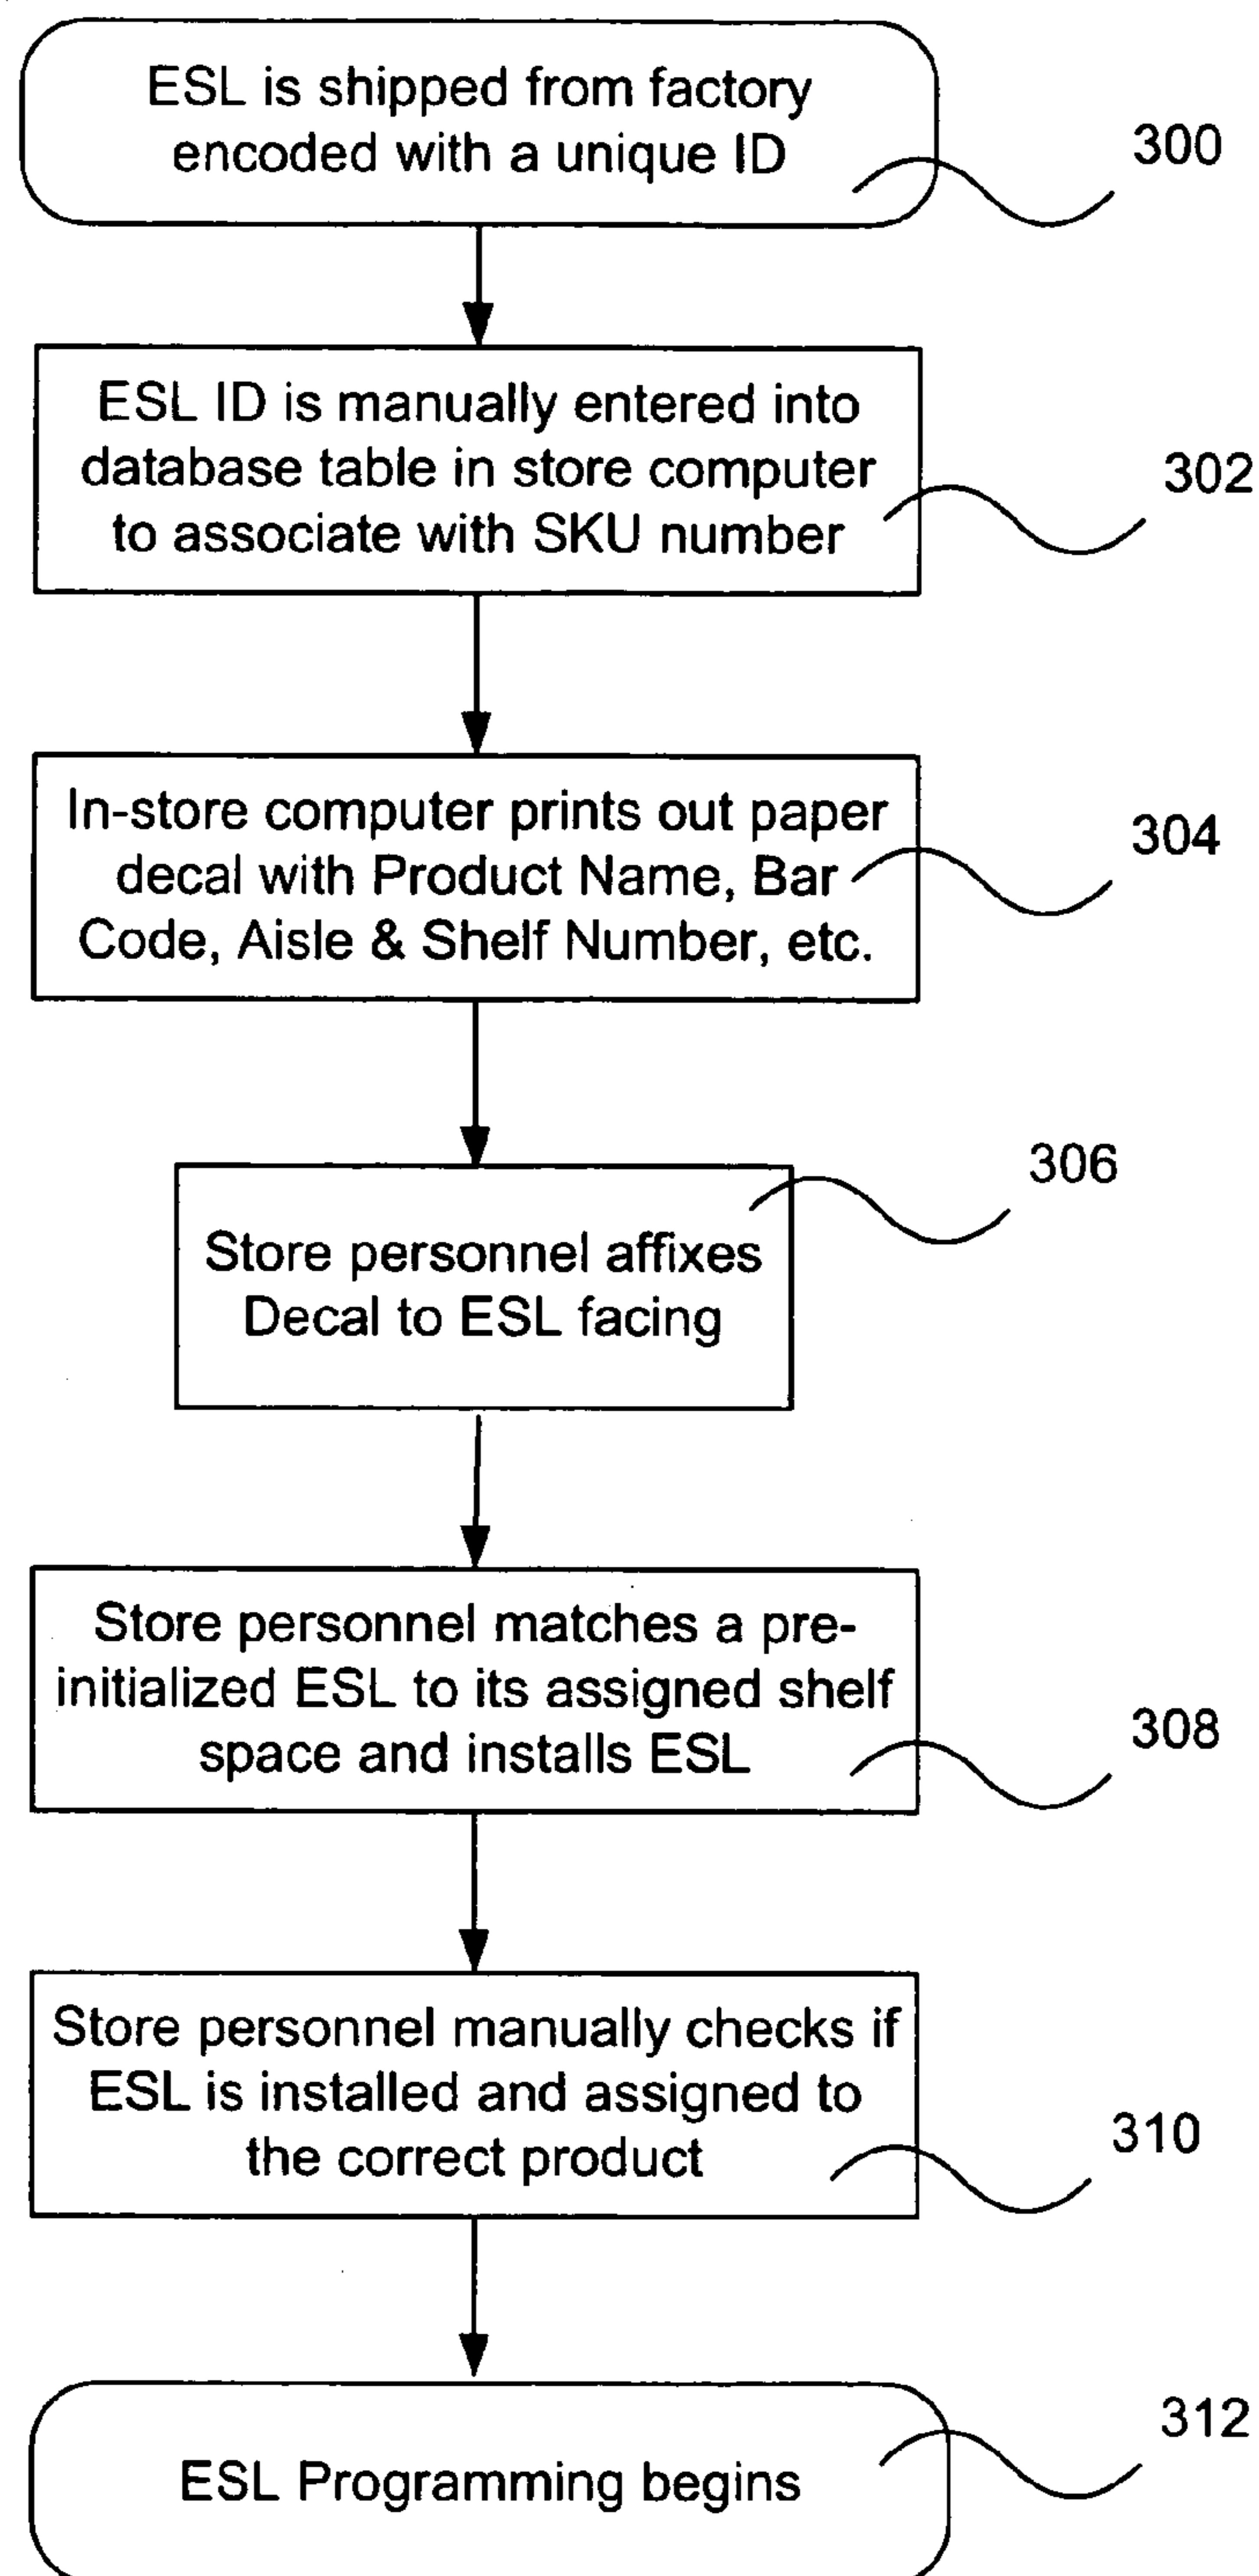 ESL is shipped from factory
encoded with a unique ID
300
ESL ID is manually entered into
database table in store computer
to associate with SKU number
302
In-store computer prints out paper
decal with Product Name, Bar
Code, Aisle & Shelf Number, etc.
304
306
Store personnel affixes
Decal to ESL facing
Store personnel matches a pre-
initialized ESL to its assigned shelf
space and installs ESL
308
Store personnel manually checks if
ESL is installed and assigned to
the correct product
310
312
ESL Programming begins